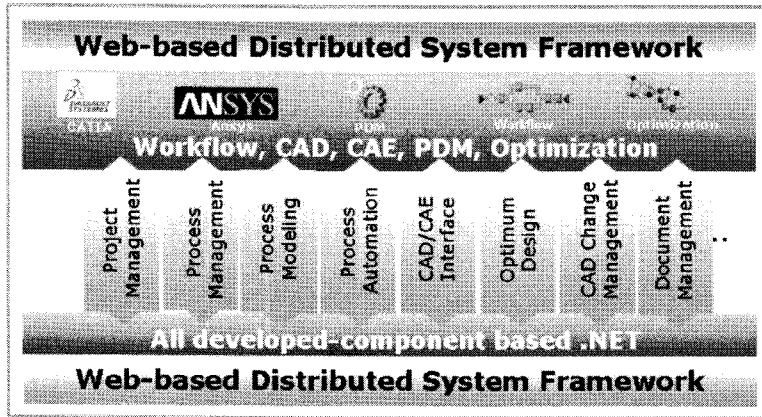 Web-based Distributed System Framework
DASSAULT
SYSTEMES
ANSYS
CATIA
Ansys
PDM
Workflow
Optimization
Workflow, CAD, CAE, PDM, Optimization
Project
Management
Process
Management
Process
Modeling
Process
Automation
CAD/CAE
Interface
Optimum
Design
CAD Change
Management
Document
Management
..
All developed-component based .NET
Web-based Distributed System Framework